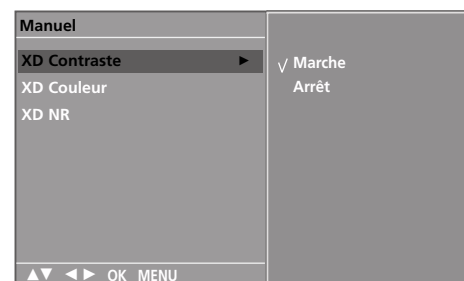 Manuel
XD Contraste ►
XD Couleur
XD NR
▲▼ ◄► OK MENU
√ Marche
Arrêt